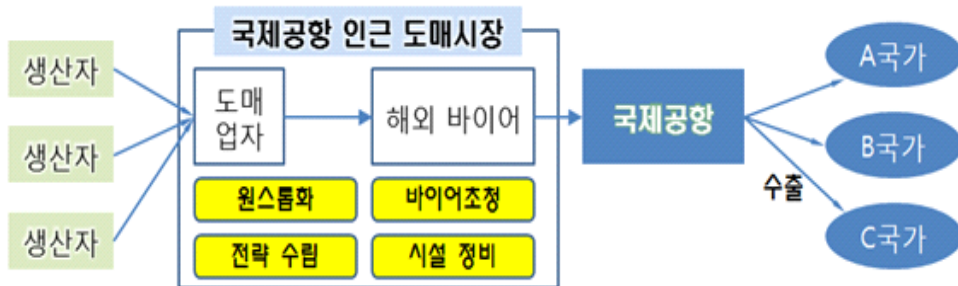 국제공항 인근 도매시장
생산자
생산자
생산자
도매
업자
해외 바이어
원스톱화
바이어초청
전략 수립
시설 정비
국제공항
수출
A국가
B국가
C국가